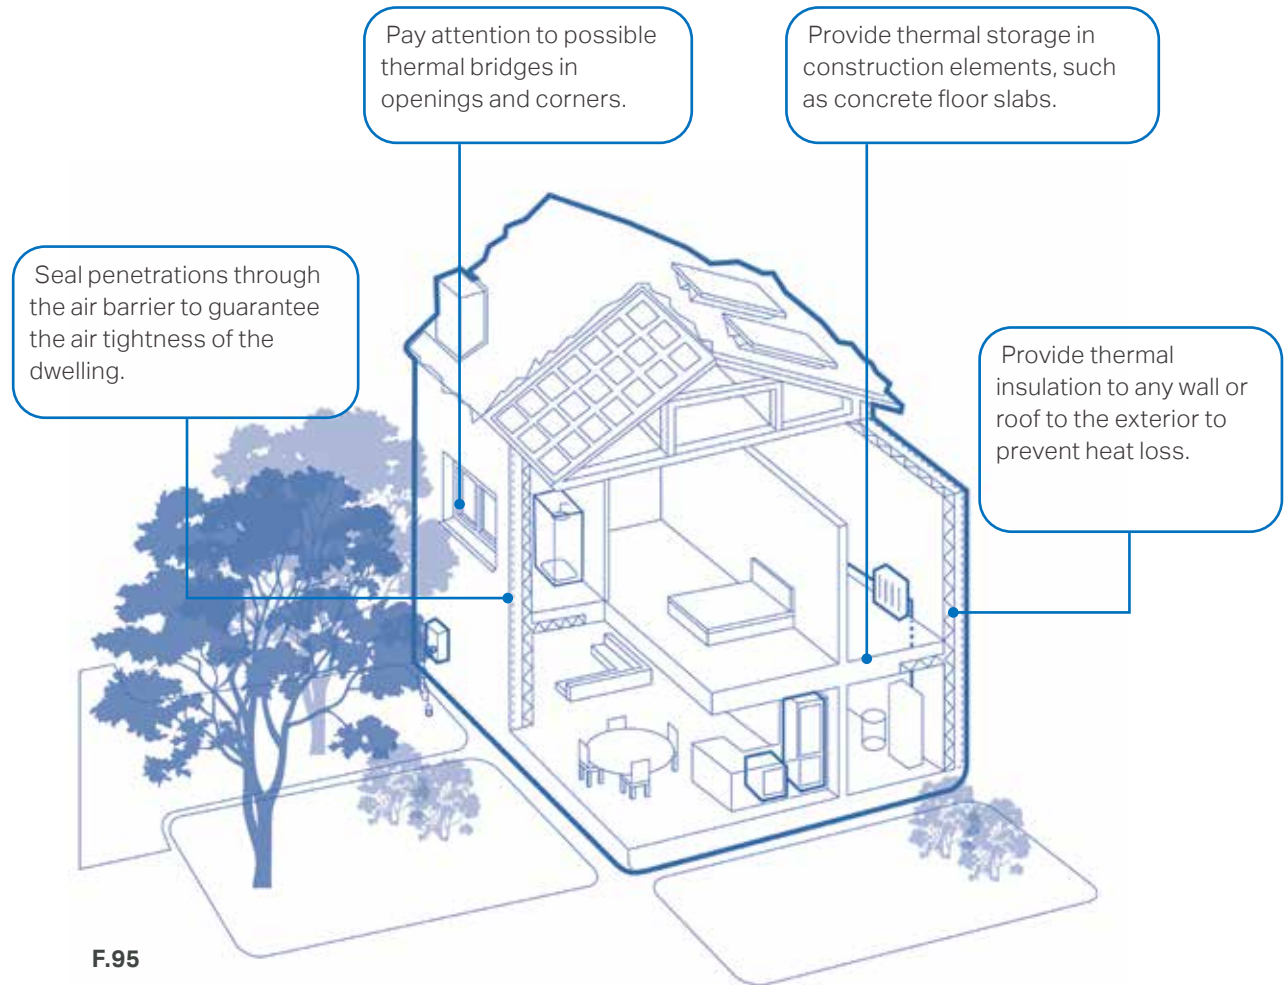 Pay attention to possible
thermal bridges in
openings and corners.
Provide thermal storage in
construction elements, such
as concrete floor slabs.
Seal penetrations through
the air barrier to guarantee
the air tightness of the
dwelling.
Provide thermal
insulation to any wall or
roof to the exterior to
prevent heat loss.
F.95